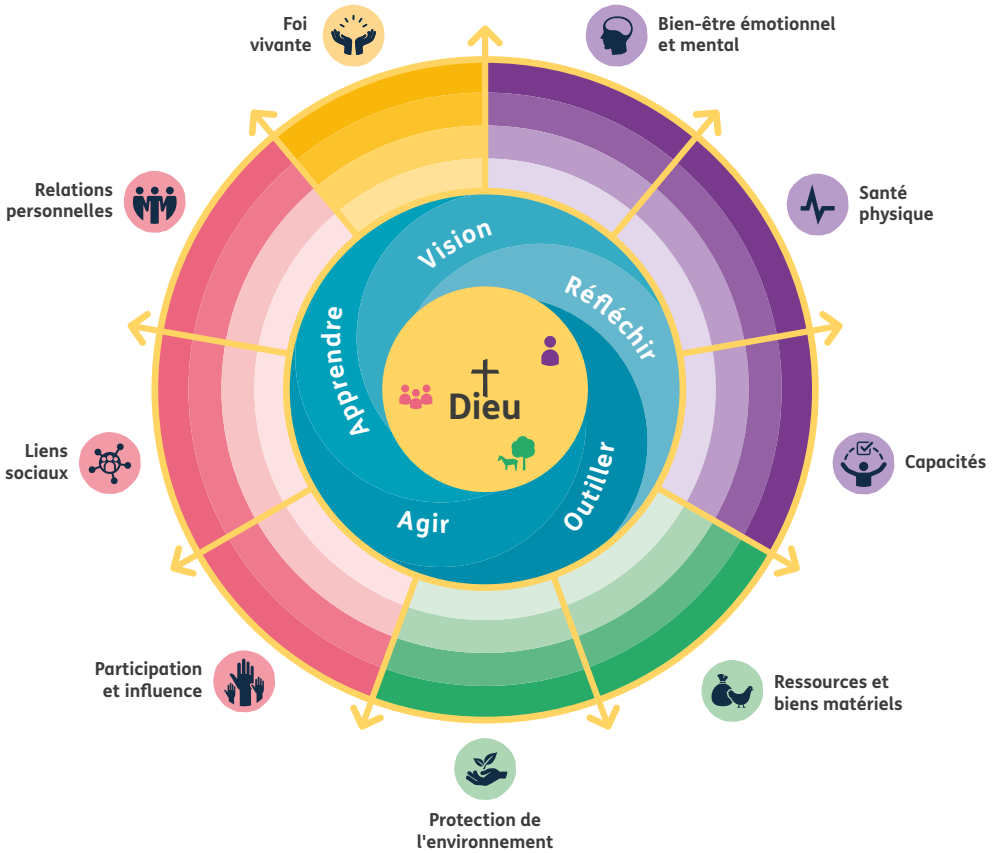 Foi
vivante
Bien-être émotionnel
et mental
Relations
personnelles
Santé
physique
Vision
Réfléchir
Apprendre
Dieu
Outiller
Agir
Liens
sociaux
Capacités
Participation
et influence
Ressources et
biens matériels
Protection de
l'environnement